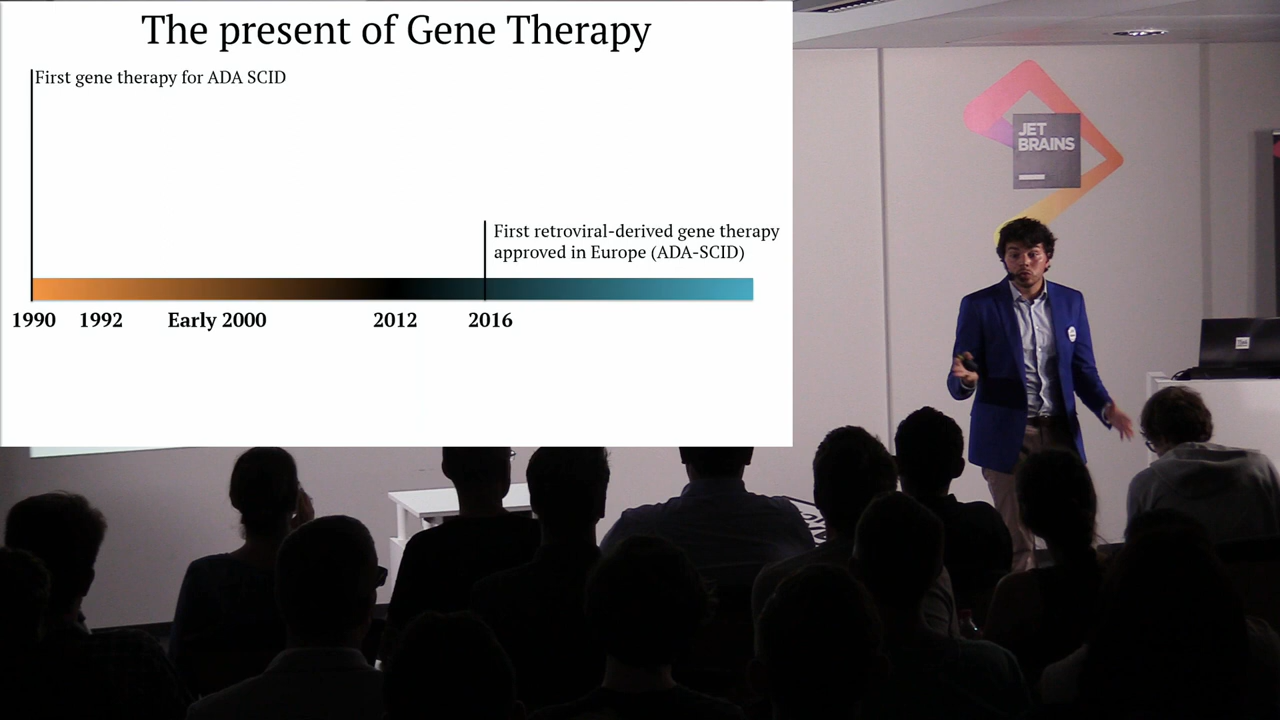 The present of Gene Therapy
First gene therapy for ADA SCID
First retroviral-derived gene therapy
approved in Europe (ADA-SCID)
1990 1992 Early 2000 2012 2016
JET
BRAINS